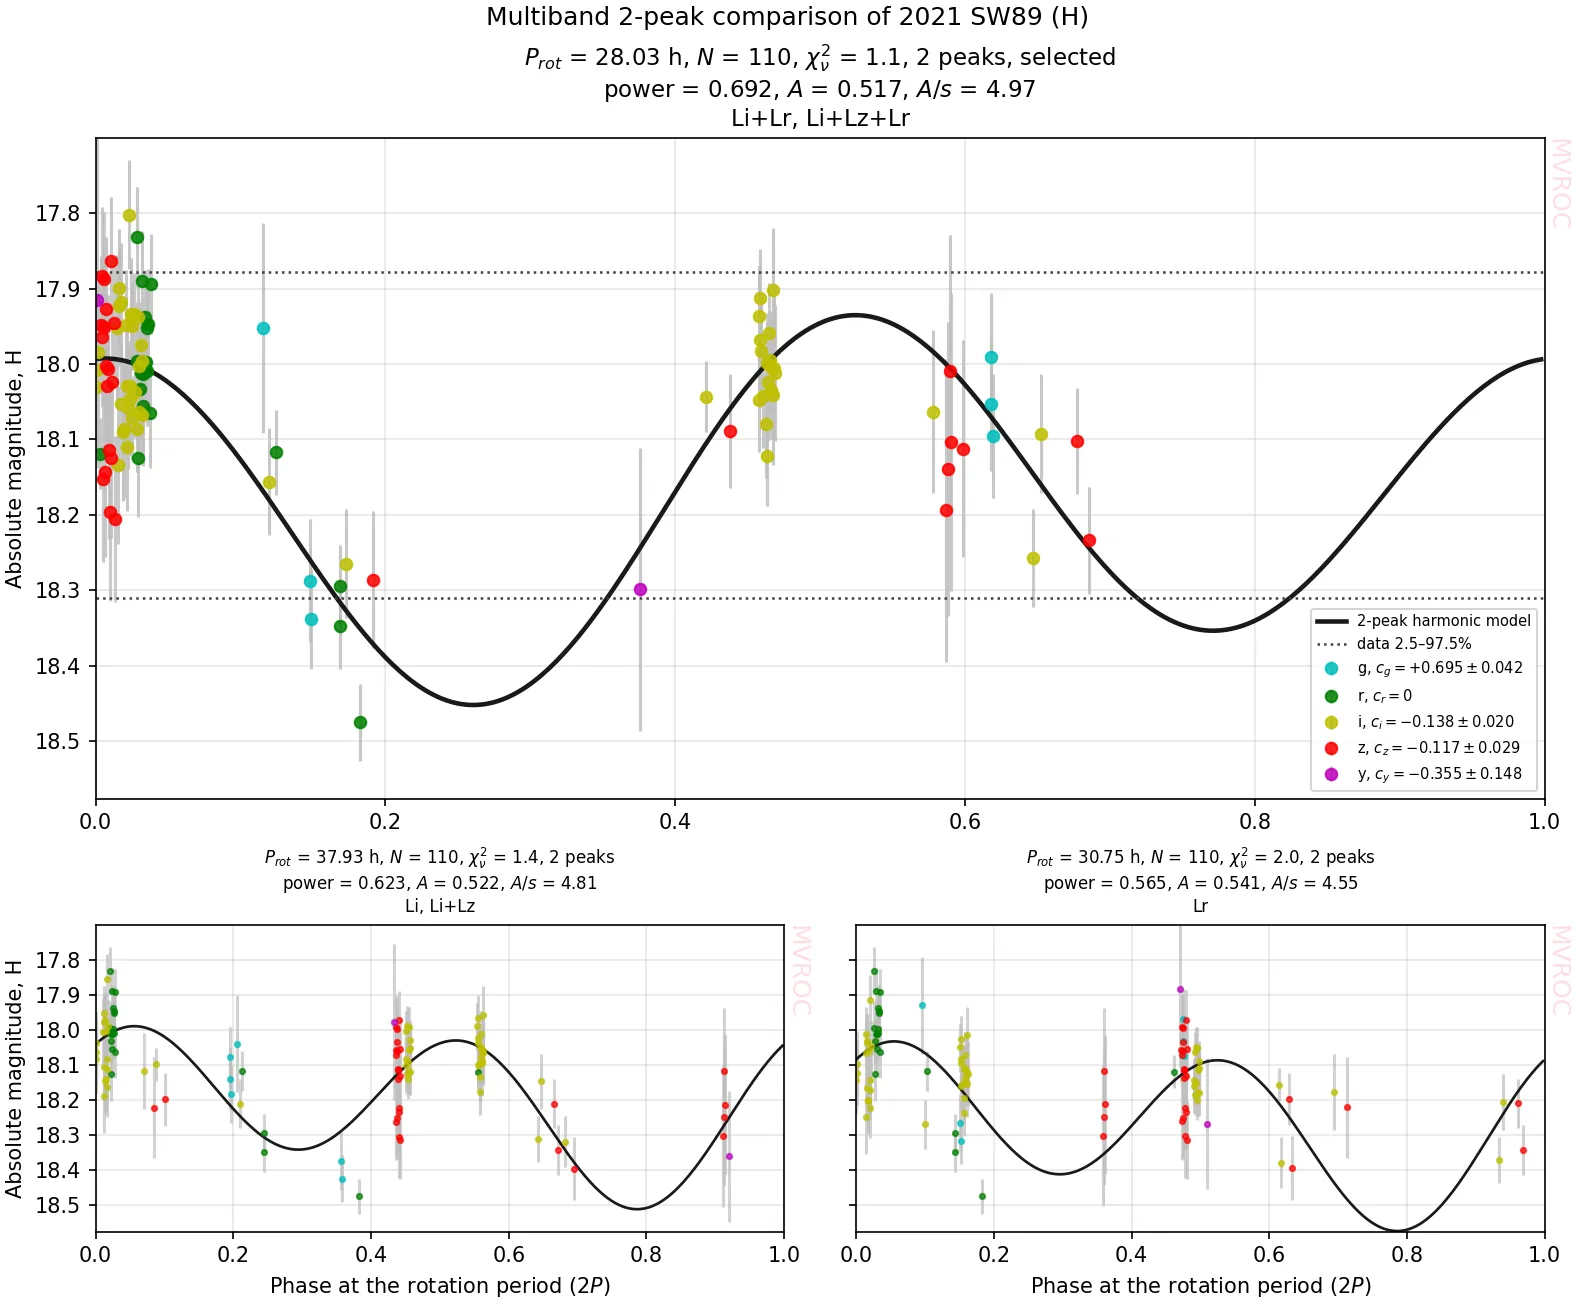 Multiband 2-peak comparison of 2021 SW89 (H)
P_rot = 28.03 h, N = 110, χ²_ν = 1.1, 2 peaks, selected
power = 0.692, A = 0.517, A/s = 4.97
Li+Lr, Li+Lz+Lr
MVROC
Absolute magnitude, H
17.8
17.9
18.0
18.1
18.2
18.3
18.4
18.5
2-peak harmonic model
data 2.5–97.5%
g, c_g = +0.695 ± 0.042
r, c_r = 0
i, c_i = −0.138 ± 0.020
z, c_z = −0.117 ± 0.029
y, c_y = −0.355 ± 0.148
0.0 0.2 0.4 0.6 0.8 1.0
P_rot = 37.93 h, N = 110, χ²_ν = 1.4, 2 peaks
power = 0.623, A = 0.522, A/s = 4.81
Li, Li+Lz
MVROC
Absolute magnitude, H
17.8
17.9
18.0
18.1
18.2
18.3
18.4
18.5
0.0 0.2 0.4 0.6 0.8 1.0
Phase at the rotation period (2P)
P_rot = 30.75 h, N = 110, χ²_ν = 2.0, 2 peaks
power = 0.565, A = 0.541, A/s = 4.55
Lr
MVROC
0.0 0.2 0.4 0.6 0.8 1.0
Phase at the rotation period (2P)